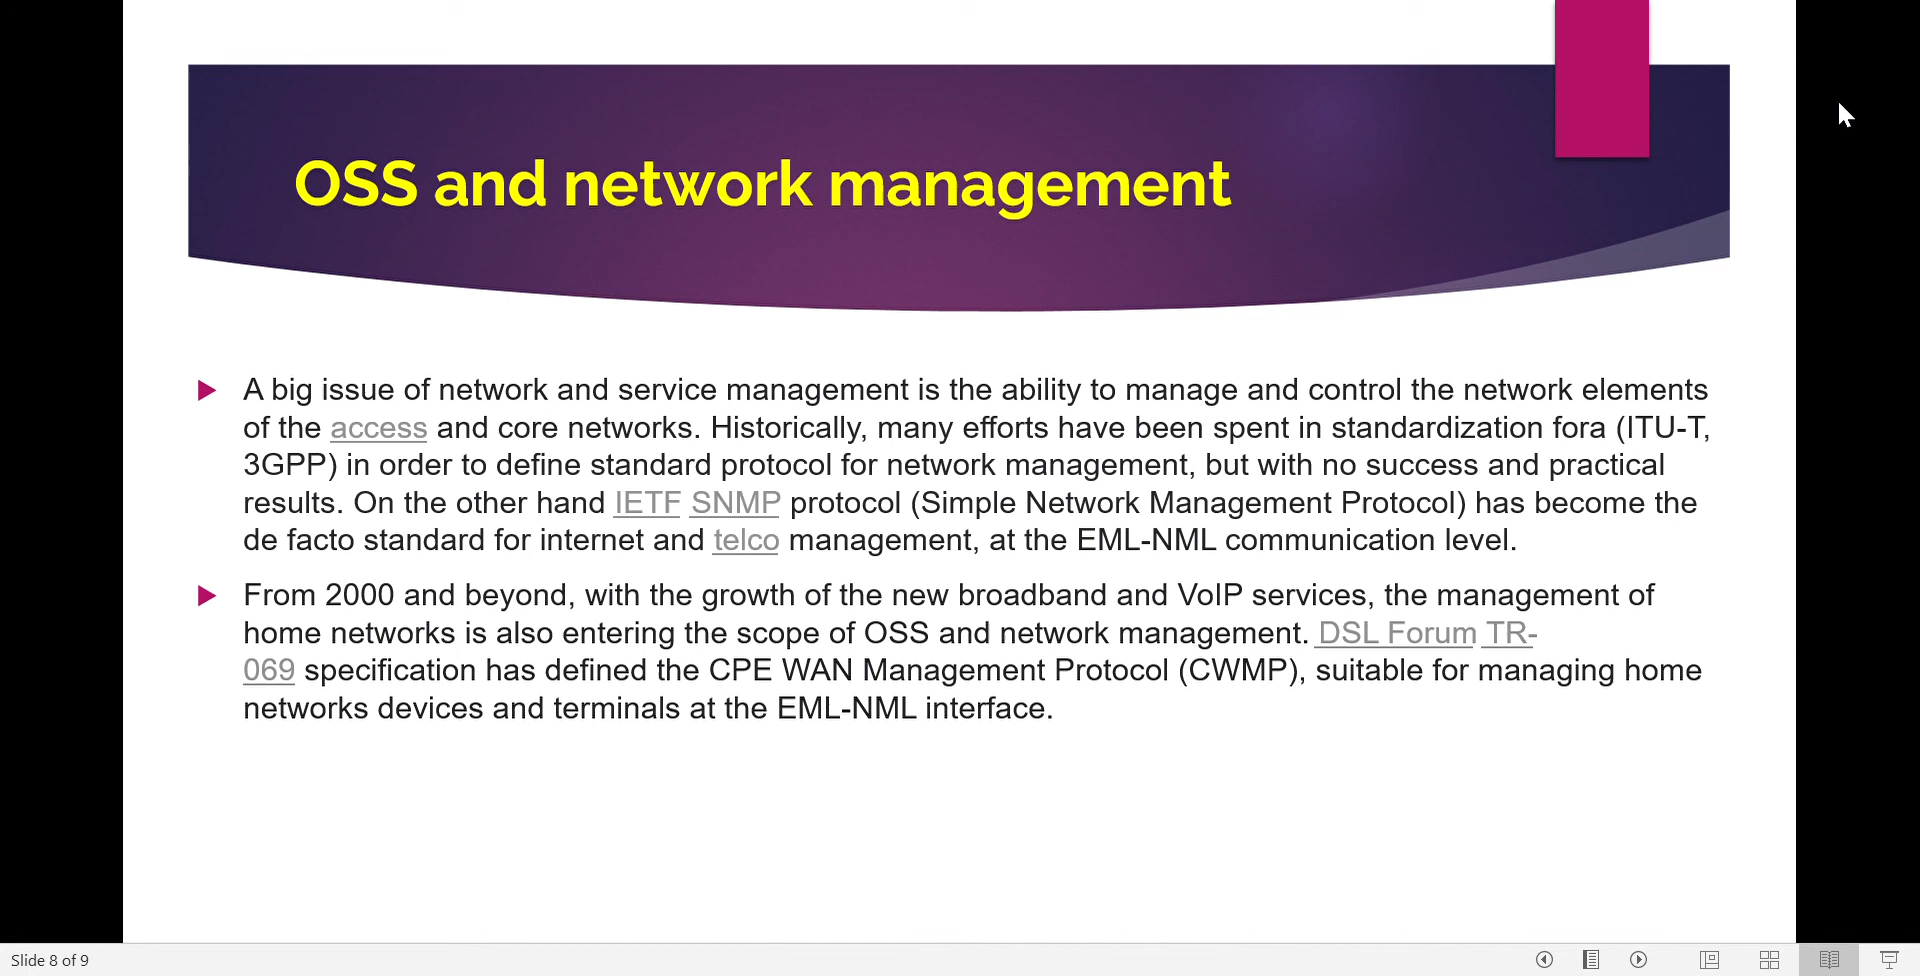 OSS and network management
A big issue of network and service management is the ability to manage and control the network elements
of the access and core networks. Historically, many efforts have been spent in standardization fora (ITU-T,
3GPP) in order to define standard protocol for network management, but with no success and practical
results. On the other hand IETF SNMP protocol (Simple Network Management Protocol) has become the
de facto standard for internet and telco management, at the EML-NML communication level.
From 2000 and beyond, with the growth of the new broadband and VoIP services, the management of
home networks is also entering the scope of OSS and network management. DSL Forum TR-
069 specification has defined the CPE WAN Management Protocol (CWMP), suitable for managing home
networks devices and terminals at the EML-NML interface.
Slide 8 of 9